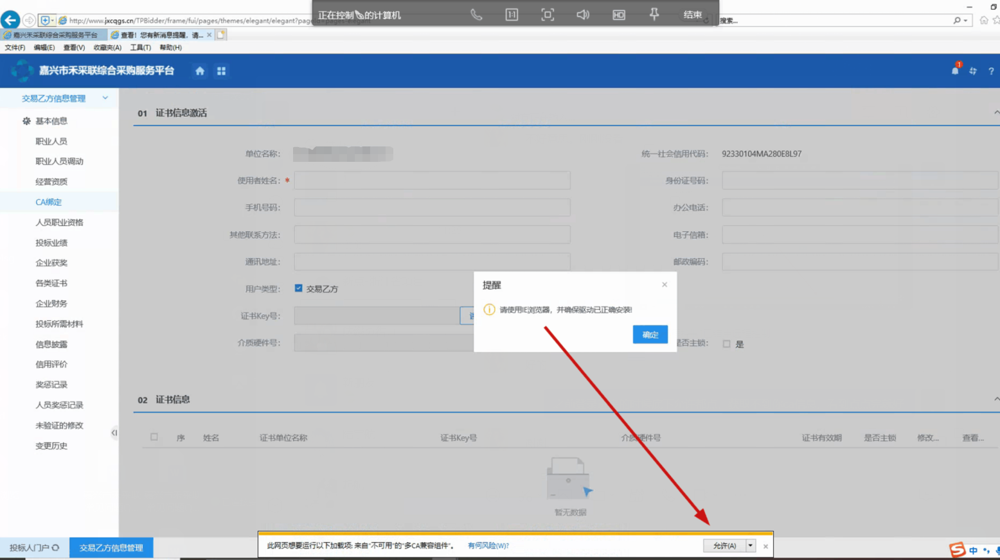 正在控制 的计算机
1:1
HD
结束
http://www.jxcqgs.cn/TPBidder/frame/fui/pages/themes/elegant/elegant?pageId=pages-elegant
搜索...
嘉兴禾采联综合采购服务平台
查看! 您有新消息提醒，请...
文件(F) 编辑(E) 查看(V) 收藏夹(A) 工具(T) 帮助(H)
嘉兴市禾采联综合采购服务平台
1
?
交易乙方信息管理
基本信息
职业人员
职业人员调动
经营资质
CA绑定
人员职业资格
投标业绩
企业获奖
各类证书
企业财务
投标所需材料
信息披露
信用评价
奖惩记录
人员奖惩记录
未验证的修改
变更历史
01 证书信息激活
单位名称:
统一社会信用代码: 92330104MA280E8L97
使用者姓名: *
身份证号码:
手机号码:
办公电话:
其他联系方法:
电子信箱:
通讯地址:
邮政编码:
用户类型: 交易乙方
证书Key号:
介质硬件号:
是否主锁: 是
提醒
请使用IE浏览器，并确保驱动已正确安装!
确定
02 证书信息
序 姓名 证书单位名称 证书Key号 介质硬件号 证书有效期 是否主锁 修改... 查看...
暂无数据
投标人门户 交易乙方信息管理
此网页想要运行以下加载项: 来自"不可用"的"多CA兼容组件"。 有何风险(W)? 允许(A)
中